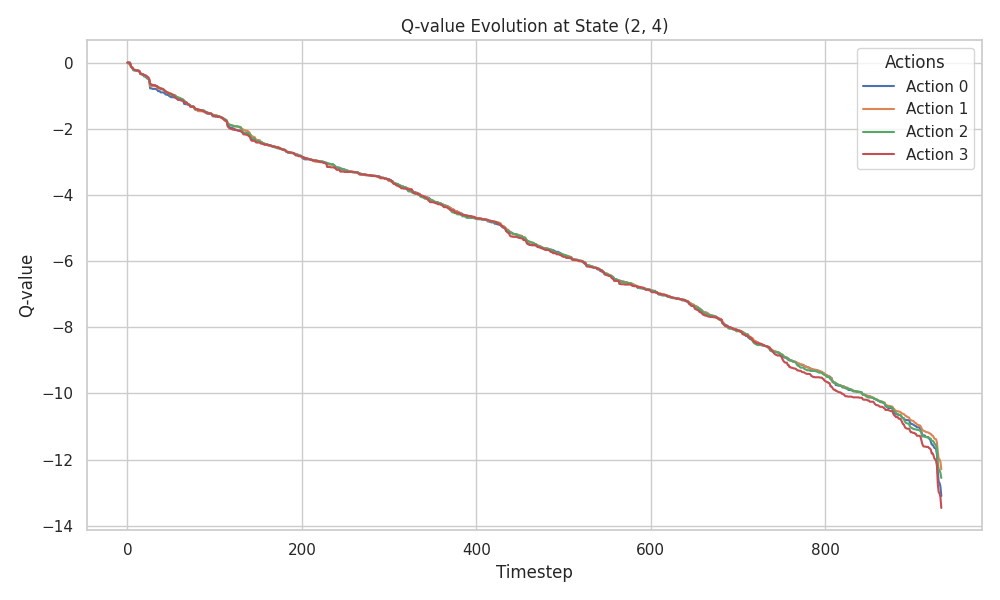 Q-value Evolution at State (2, 4)
Actions
Action 0
Action 1
Action 2
Action 3
Q-value
0
−2
−4
−6
−8
−10
−12
−14
0 200 400 600 800
Timestep